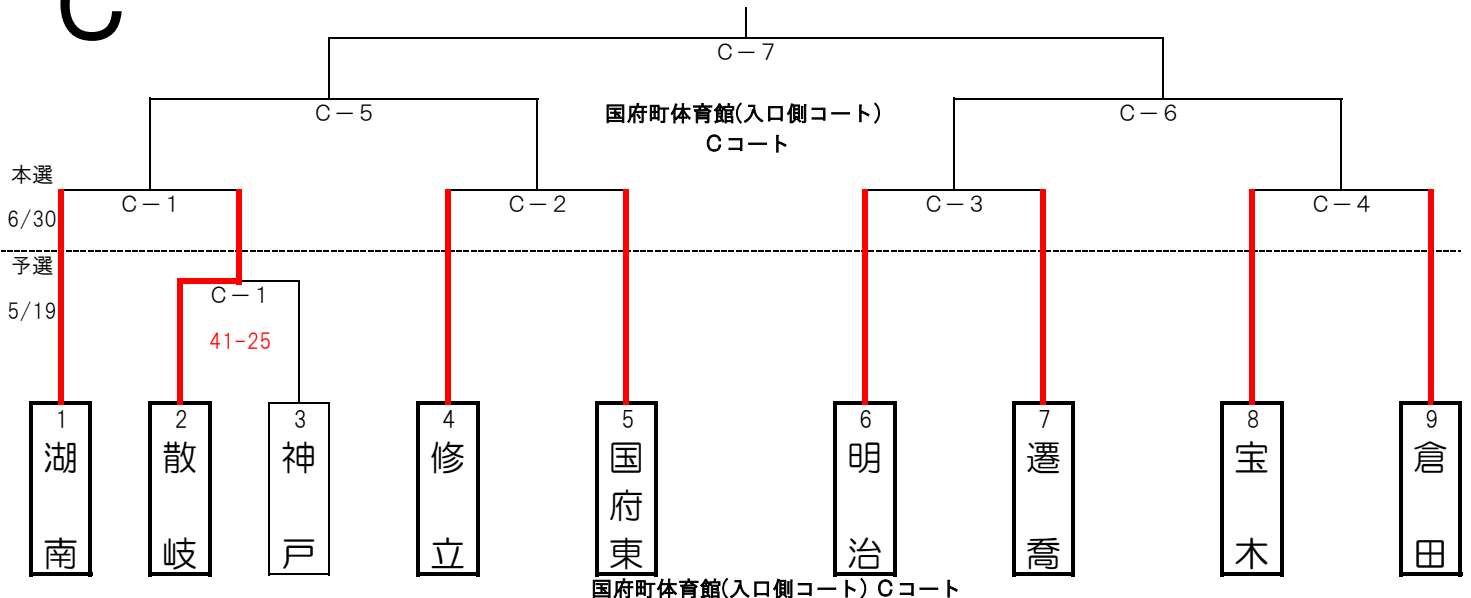 C
C－7
C－5
国府町体育館(入口側コート)
C－6
Cコート
本選
C－1
C－2
C－3
C－4
6/30
予選
C－1
5/19
41-25
1
湖南
2
散岐
3
神戸
4
修立
5
国府東
6
明治
7
遷喬
8
宝木
9
倉田
国府町体育館(入口側コート) Cコート